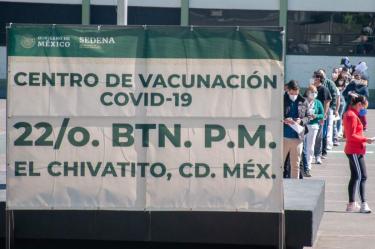 GOBIERNO DE
MÉXICO
SEDENA
CENTRO DE VACUNACIÓN
COVID-19
22/o. BTN. P.M.
EL CHIVATITO, CD. MÉX.